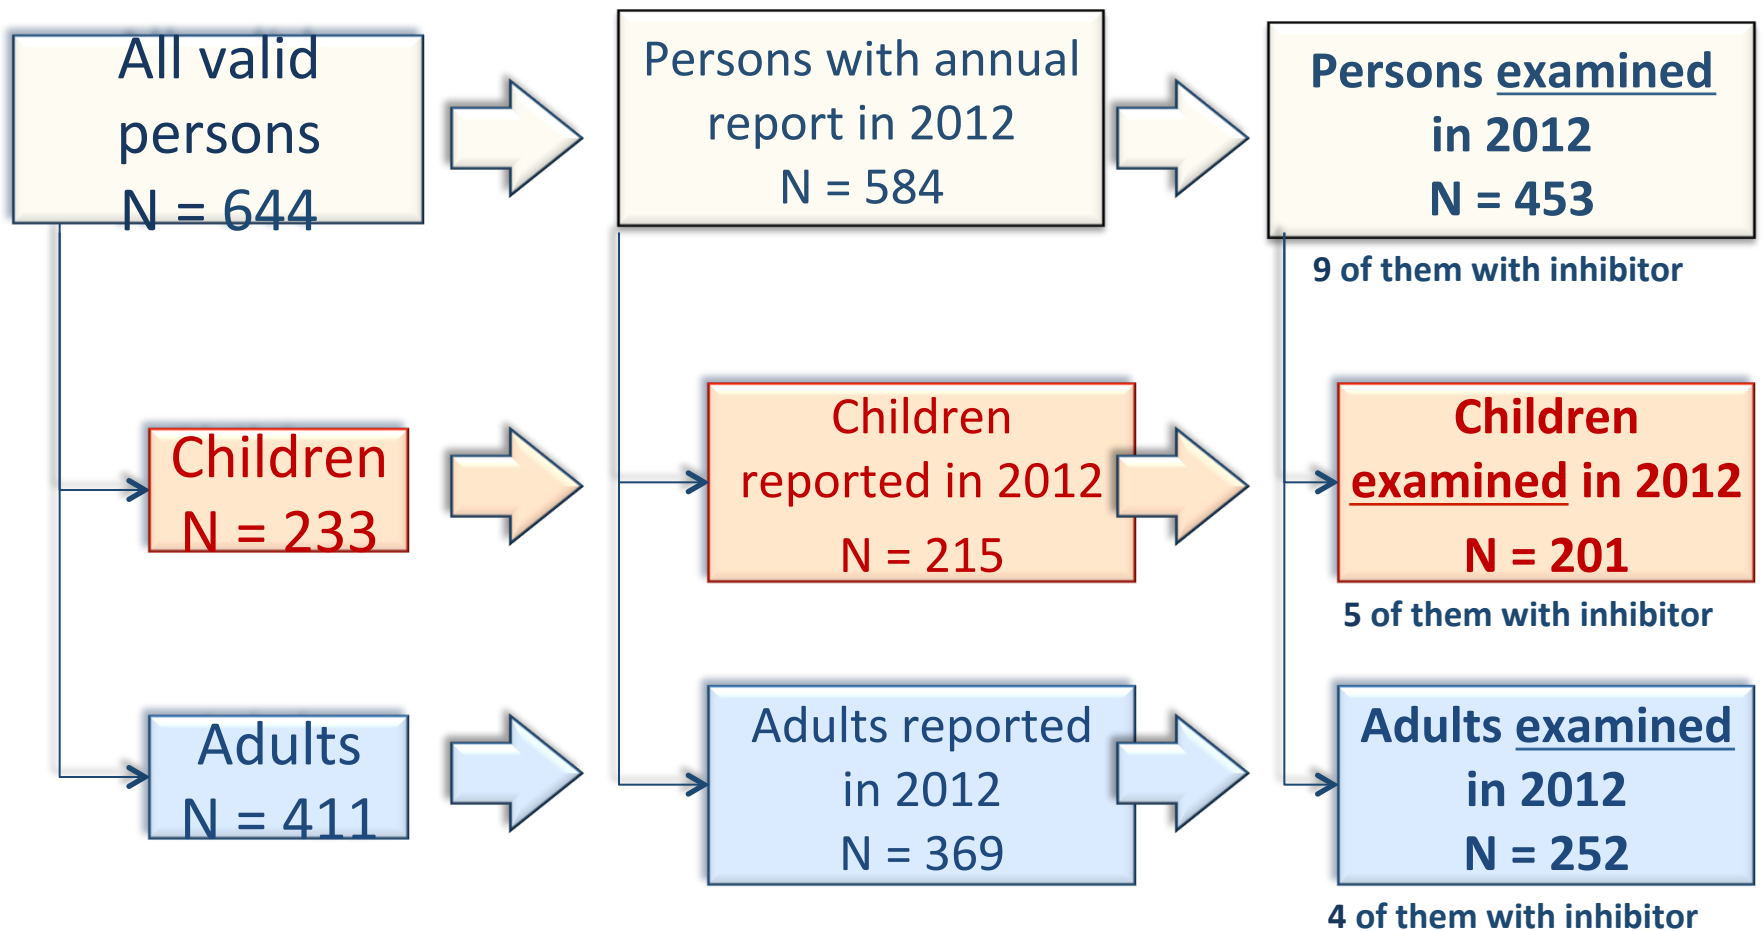 All valid
persons
N = 644
Persons with annual
report in 2012
N = 584
Persons examined
in 2012
N = 453
9 of them with inhibitor
Children
N = 233
Children
reported in 2012
N = 215
Children
examined in 2012
N = 201
5 of them with inhibitor
Adults
N = 411
Adults reported
in 2012
N = 369
Adults examined
in 2012
N = 252
4 of them with inhibitor